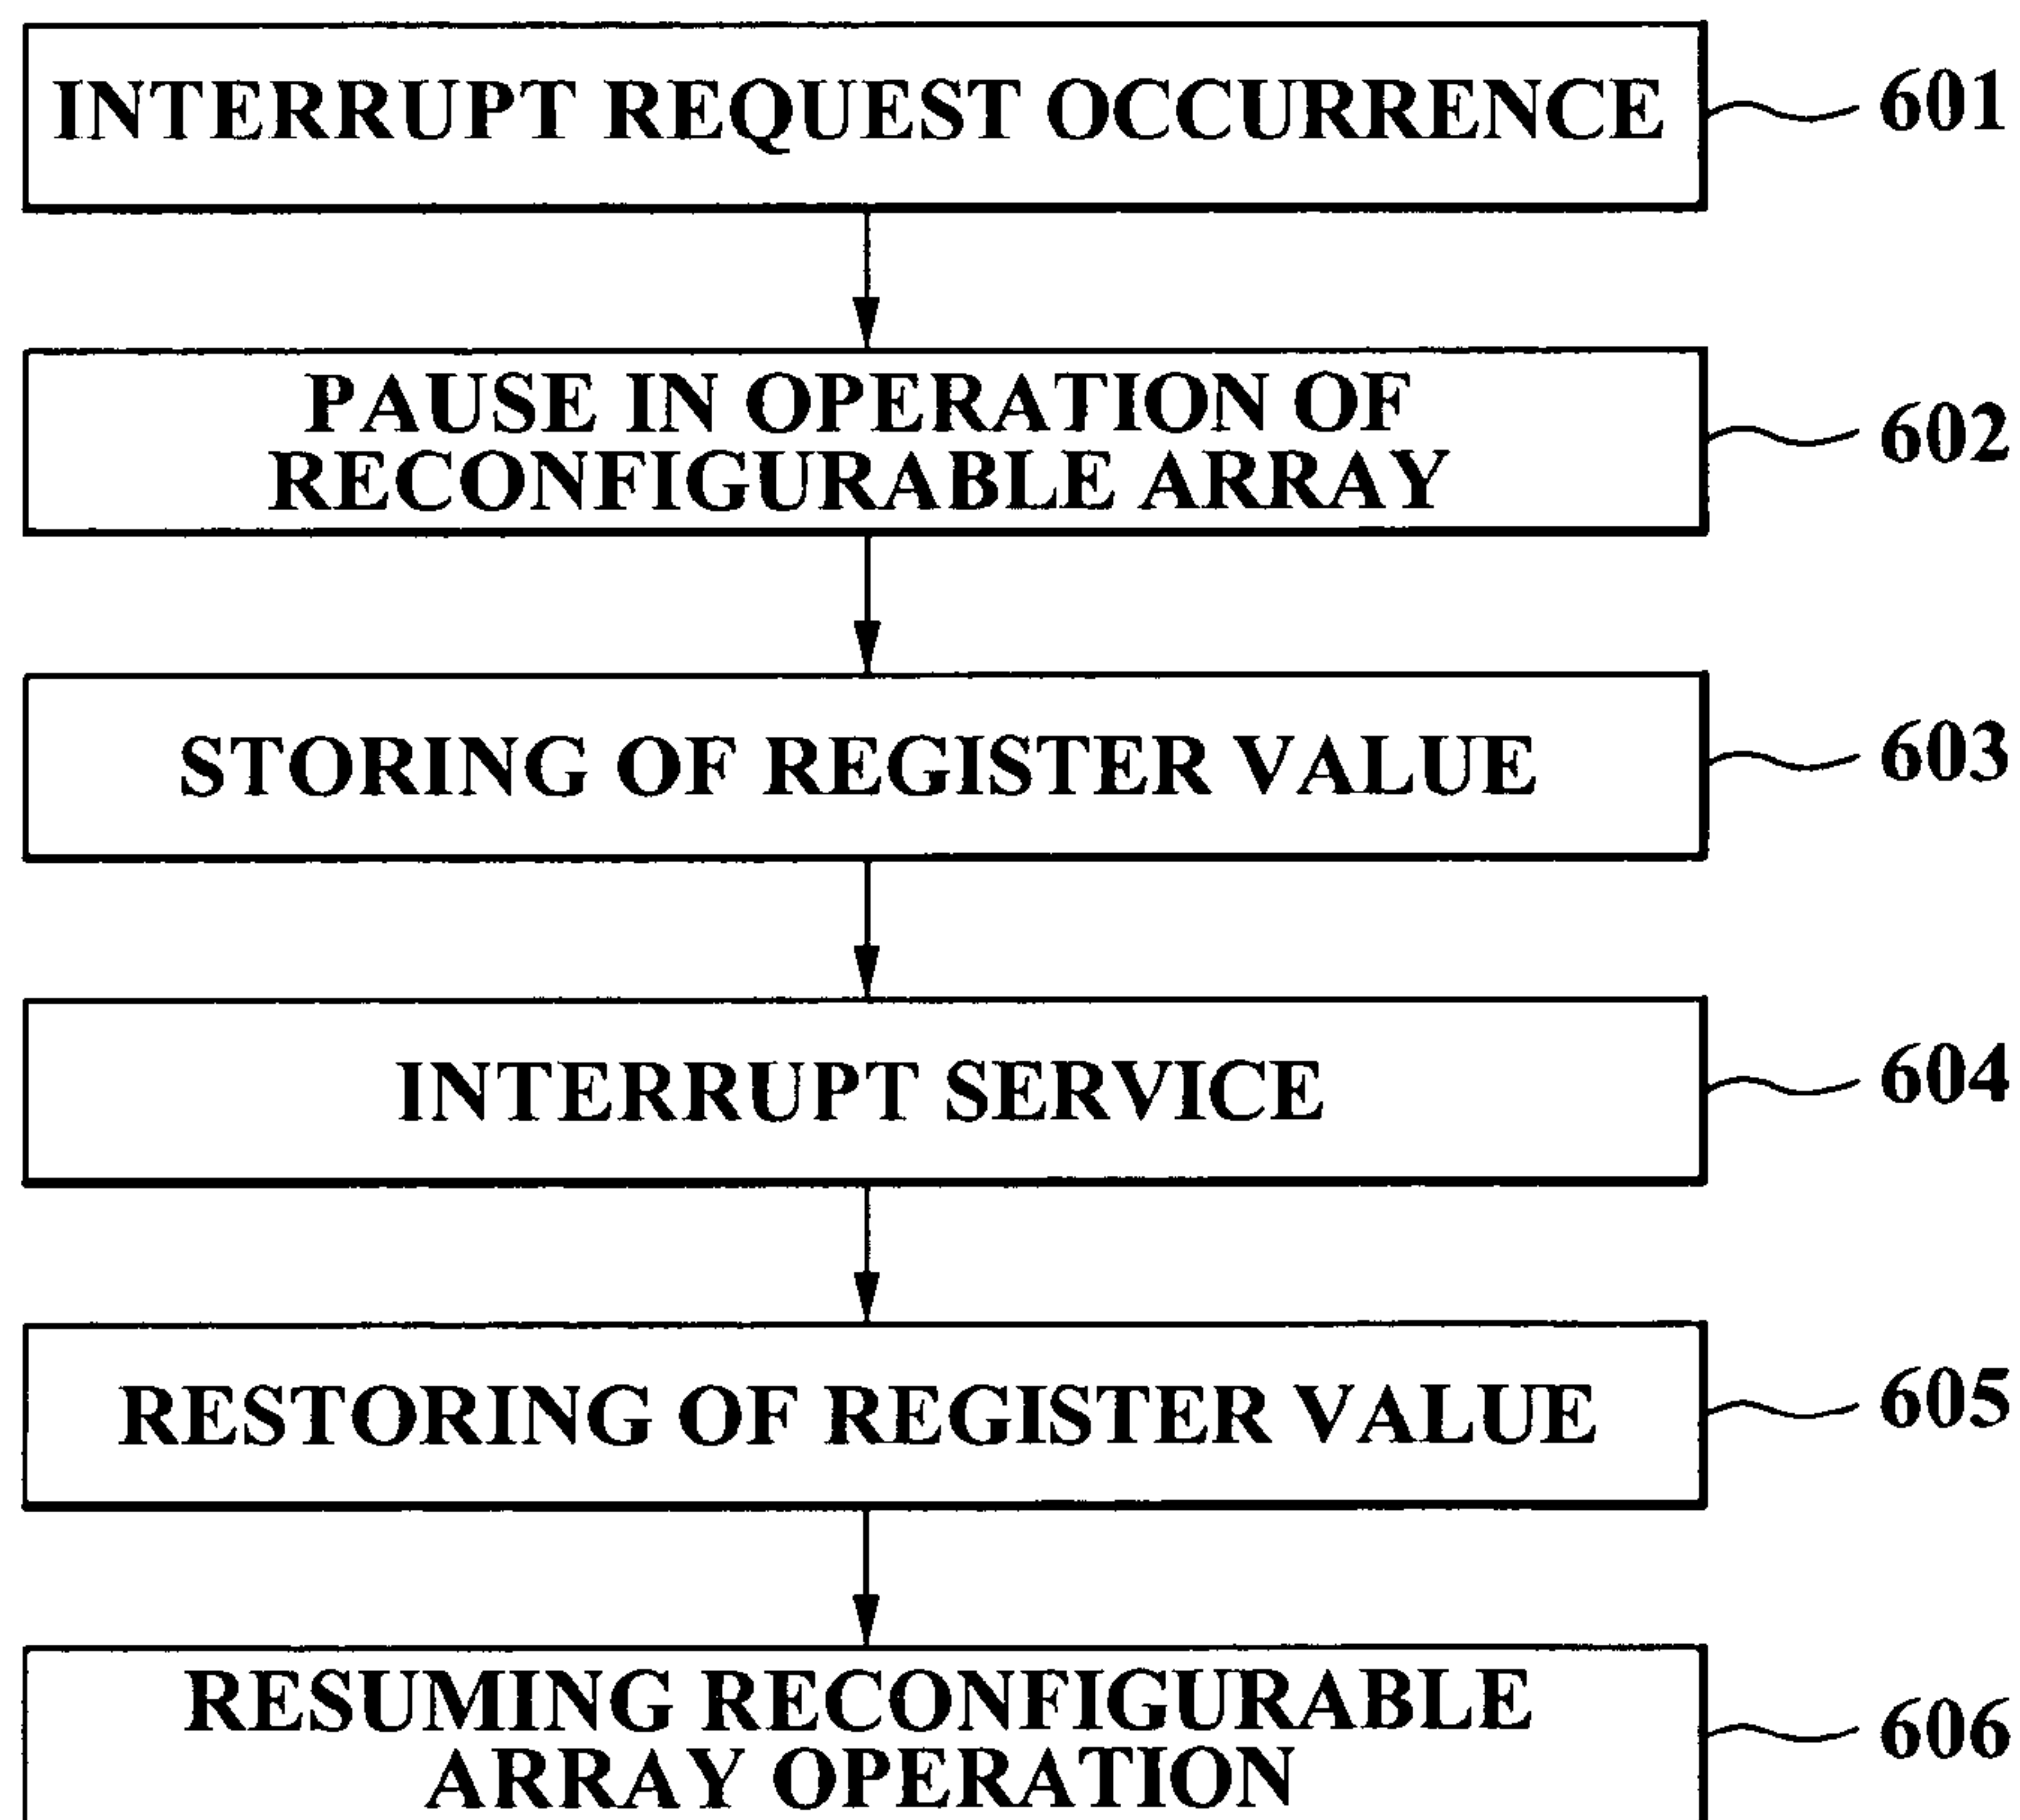 INTERRUPT REQUEST OCCURRENCE
601
PAUSE IN OPERATION OF
RECONFIGURABLE ARRAY
602
STORING OF REGISTER VALUE
603
INTERRUPT SERVICE
604
RESTORING OF REGISTER VALUE
605
RESUMING RECONFIGURABLE
ARRAY OPERATION
606